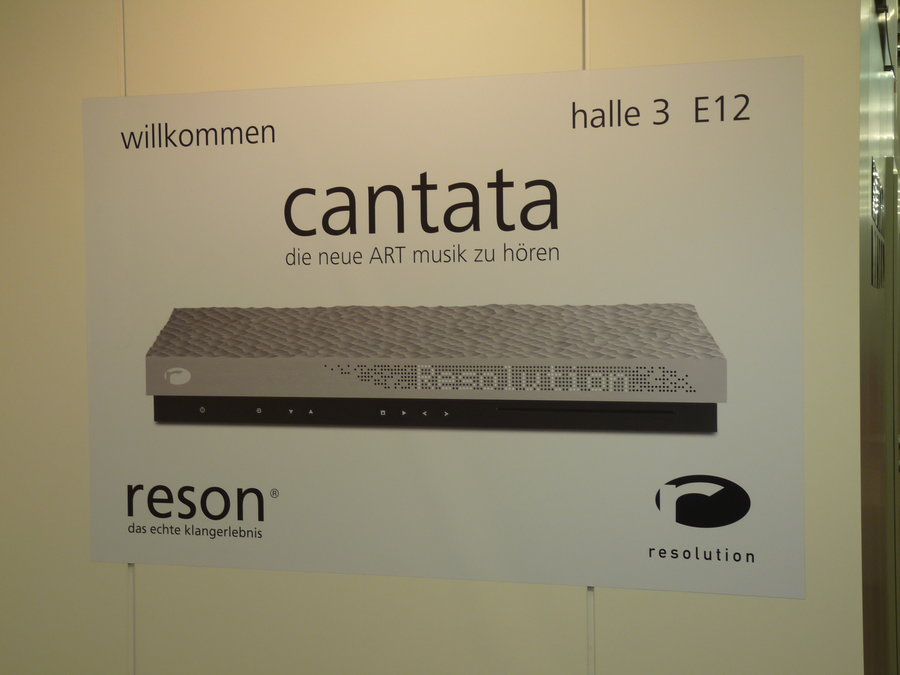 willkommen
halle 3 E12
cantata
die neue ART musik zu hören
Resolution
reson®
das echte klangerlebnis
r
resolution